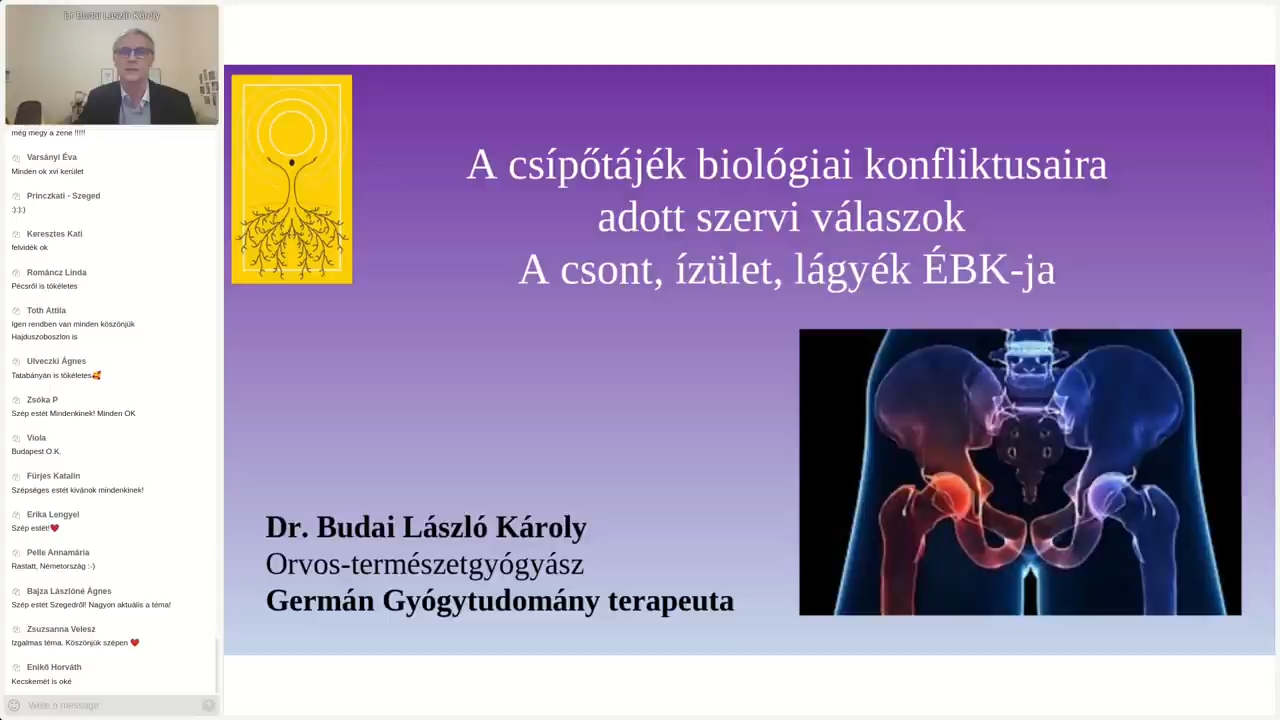 Dr Budai László Károly
még megy a zene !!!!!
Varsányi Éva
Minden ok xvi kerület
Princzkati - Szeged
:):):)
Keresztes Kati
felvidék ok
Románcz Linda
Pécsről is tökéletes
Toth Attila
Igen rendben van minden köszönjük
Hajduszoboszlon is
Ulveczki Ágnes
Tatabányán is tökéletes🥰
Zsóka P
Szép estét Mindenkinek! Minden OK
Viola
Budapest O.K.
Fürjes Katalin
Szépséges estét kivánok mindenkinek!
Erika Lengyel
Szép estét!❤️
Pelle Annamária
Rastatt, Németország :-)
Bajza Lászlóné Ágnes
Szép estét Szegedről! Nagyon aktuális a téma!
Zsuzsanna Velesz
Izgalmas téma. Köszönjük szépen ❤️
Enikő Horváth
Kecskemét is oké
Write a message
A csípőtájék biológiai konfliktusaira
adott szervi válaszok
A csont, ízület, lágyék ÉBK-ja
Dr. Budai László Károly
Orvos-természetgyógyász
Germán Gyógytudomány terapeuta